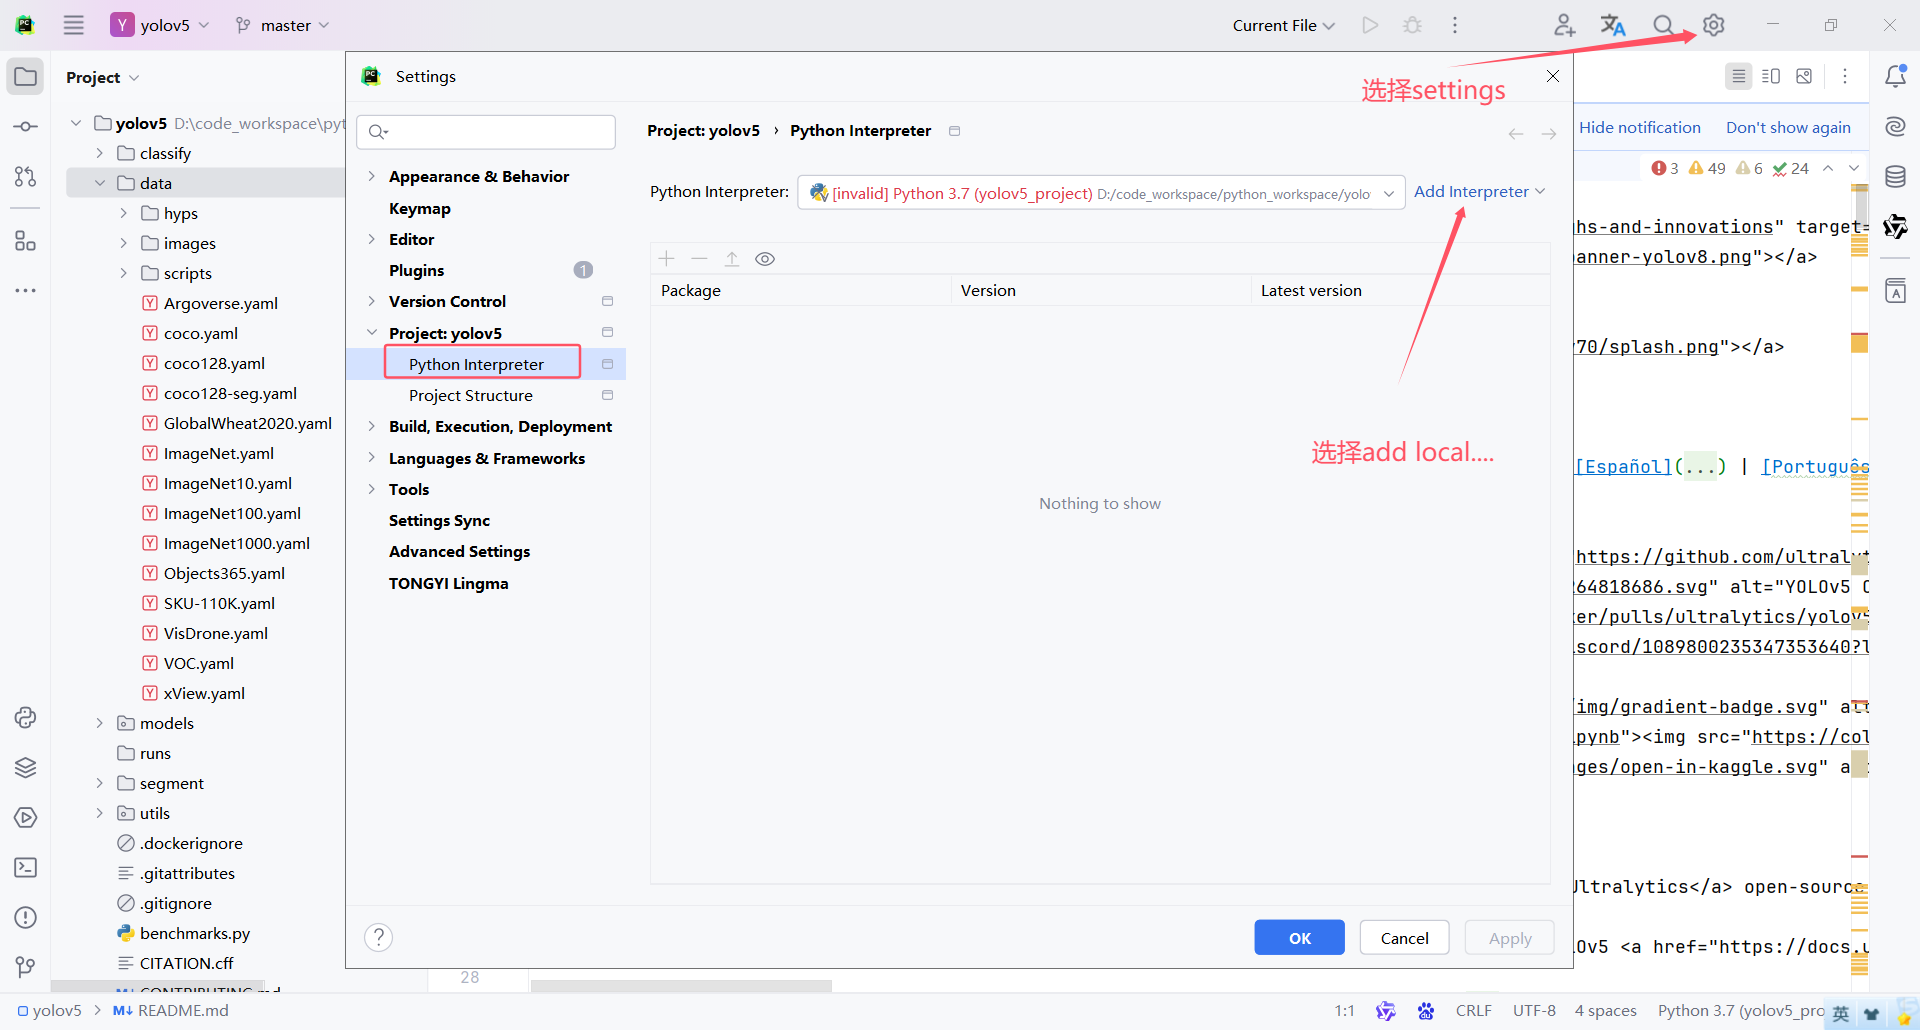 yolov5
master
Current File
Project
yolov5 D:\code_workspace\pyt
classify
data
hyps
images
scripts
Argoverse.yaml
coco.yaml
coco128.yaml
coco128-seg.yaml
GlobalWheat2020.yaml
ImageNet.yaml
ImageNet10.yaml
ImageNet100.yaml
ImageNet1000.yaml
Objects365.yaml
SKU-110K.yaml
VisDrone.yaml
VOC.yaml
xView.yaml
models
runs
segment
utils
.dockerignore
.gitattributes
.gitignore
benchmarks.py
CITATION.cff
CONTRIBUTING.md
Settings
选择settings
Appearance & Behavior
Keymap
Editor
Plugins 1
Version Control
Project: yolov5
Python Interpreter
Project Structure
Build, Execution, Deployment
Languages & Frameworks
Tools
Settings Sync
Advanced Settings
TONGYI Lingma
Project: yolov5 › Python Interpreter
Python Interpreter: [invalid] Python 3.7 (yolov5_project) D:/code_workspace/python_workspace/yolo Add Interpreter
Package Version Latest version
选择add local....
Nothing to show
? OK Cancel Apply
Hide notification Don't show again
3 49 6 24
hs-and-innovations" target=
anner-yolov8.png"></a>
70/splash.png"></a>
[Español](...) | [Português
https://github.com/ultralyt
264818686.svg" alt="YOLOv5
er/pulls/ultralytics/yolov5
scord/1089800235347353640?
/img/gradient-badge.svg" al
pynb"><img src="https://col
ges/open-in-kaggle.svg" a
Ultralytics</a> open-source
Ov5 <a href="https://docs.u
28
yolov5 > M↓ README.md
1:1 CRLF UTF-8 4 spaces Python 3.7 (yolov5_pro
英